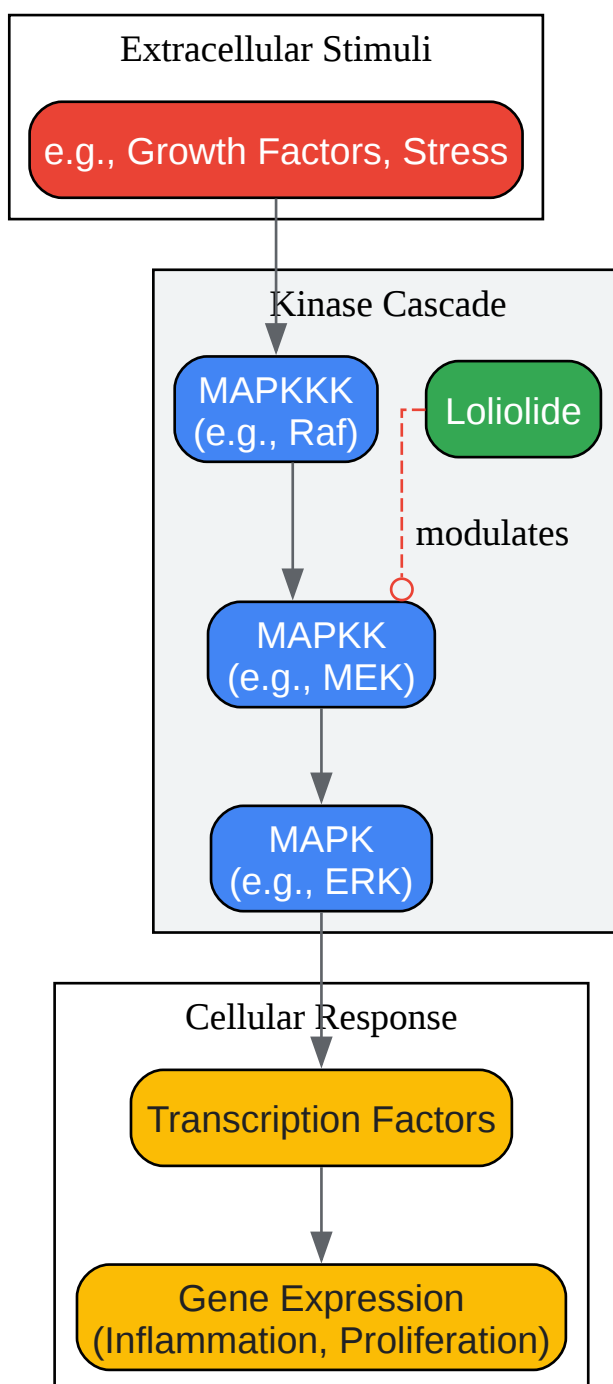 Extracellular Stimuli
e.g., Growth Factors, Stress
Kinase Cascade
MAPKKK
(e.g., Raf)
Loliolide
modulates
MAPKK
(e.g., MEK)
MAPK
(e.g., ERK)
Cellular Response
Transcription Factors
Gene Expression
(Inflammation, Proliferation)